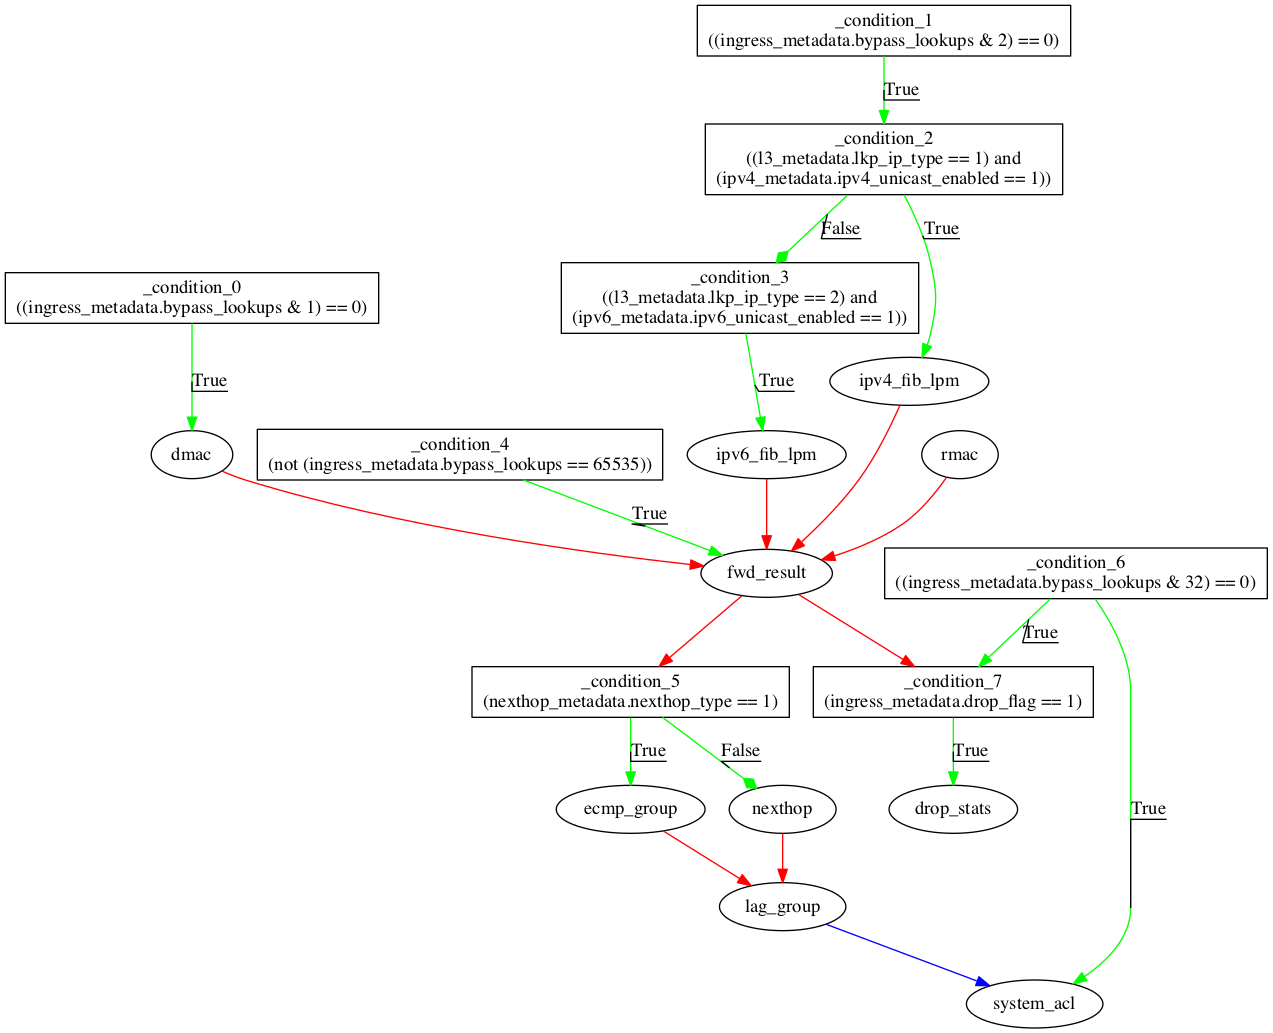 _condition_1
((ingress_metadata.bypass_lookups & 2) == 0)
True
_condition_2
((l3_metadata.lkp_ip_type == 1) and
(ipv4_metadata.ipv4_unicast_enabled == 1))
False
True
_condition_0
((ingress_metadata.bypass_lookups & 1) == 0)
_condition_3
((l3_metadata.lkp_ip_type == 2) and
(ipv6_metadata.ipv6_unicast_enabled == 1))
True
True
ipv4_fib_lpm
dmac
_condition_4
(not (ingress_metadata.bypass_lookups == 65535))
ipv6_fib_lpm
rmac
True
fwd_result
_condition_6
((ingress_metadata.bypass_lookups & 32) == 0)
True
_condition_5
(nexthop_metadata.nexthop_type == 1)
_condition_7
(ingress_metadata.drop_flag == 1)
True
False
True
ecmp_group
nexthop
drop_stats
True
lag_group
system_acl